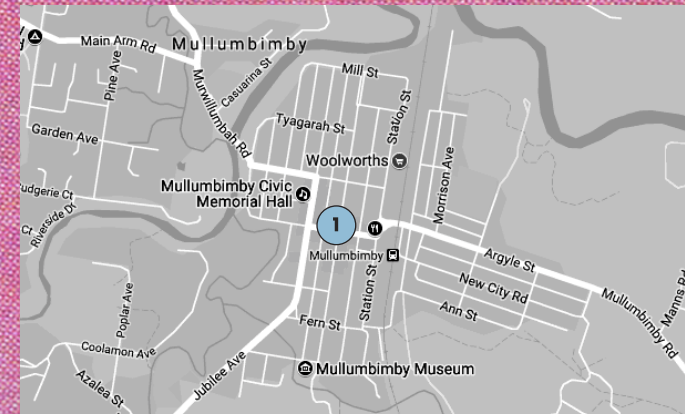 Main Arm Rd
Mullumbimby
Pine Ave
Casuarina St
Mill St
Murwillumbah Rd
Tyagarah St
Station St
Garden Ave
Woolworths
Morrison Ave
Mullumbimby Civic
Memorial Hall
Riverside Dr
Ct
1
Argyle St
Mullumbimby
New City Rd
Mullumbimby Rd
Manns Rd
Station St
Ann St
Poplar Ave
Fern St
Coolamon Ave
Jubilee Ave
Azalea St
Mullumbimby Museum